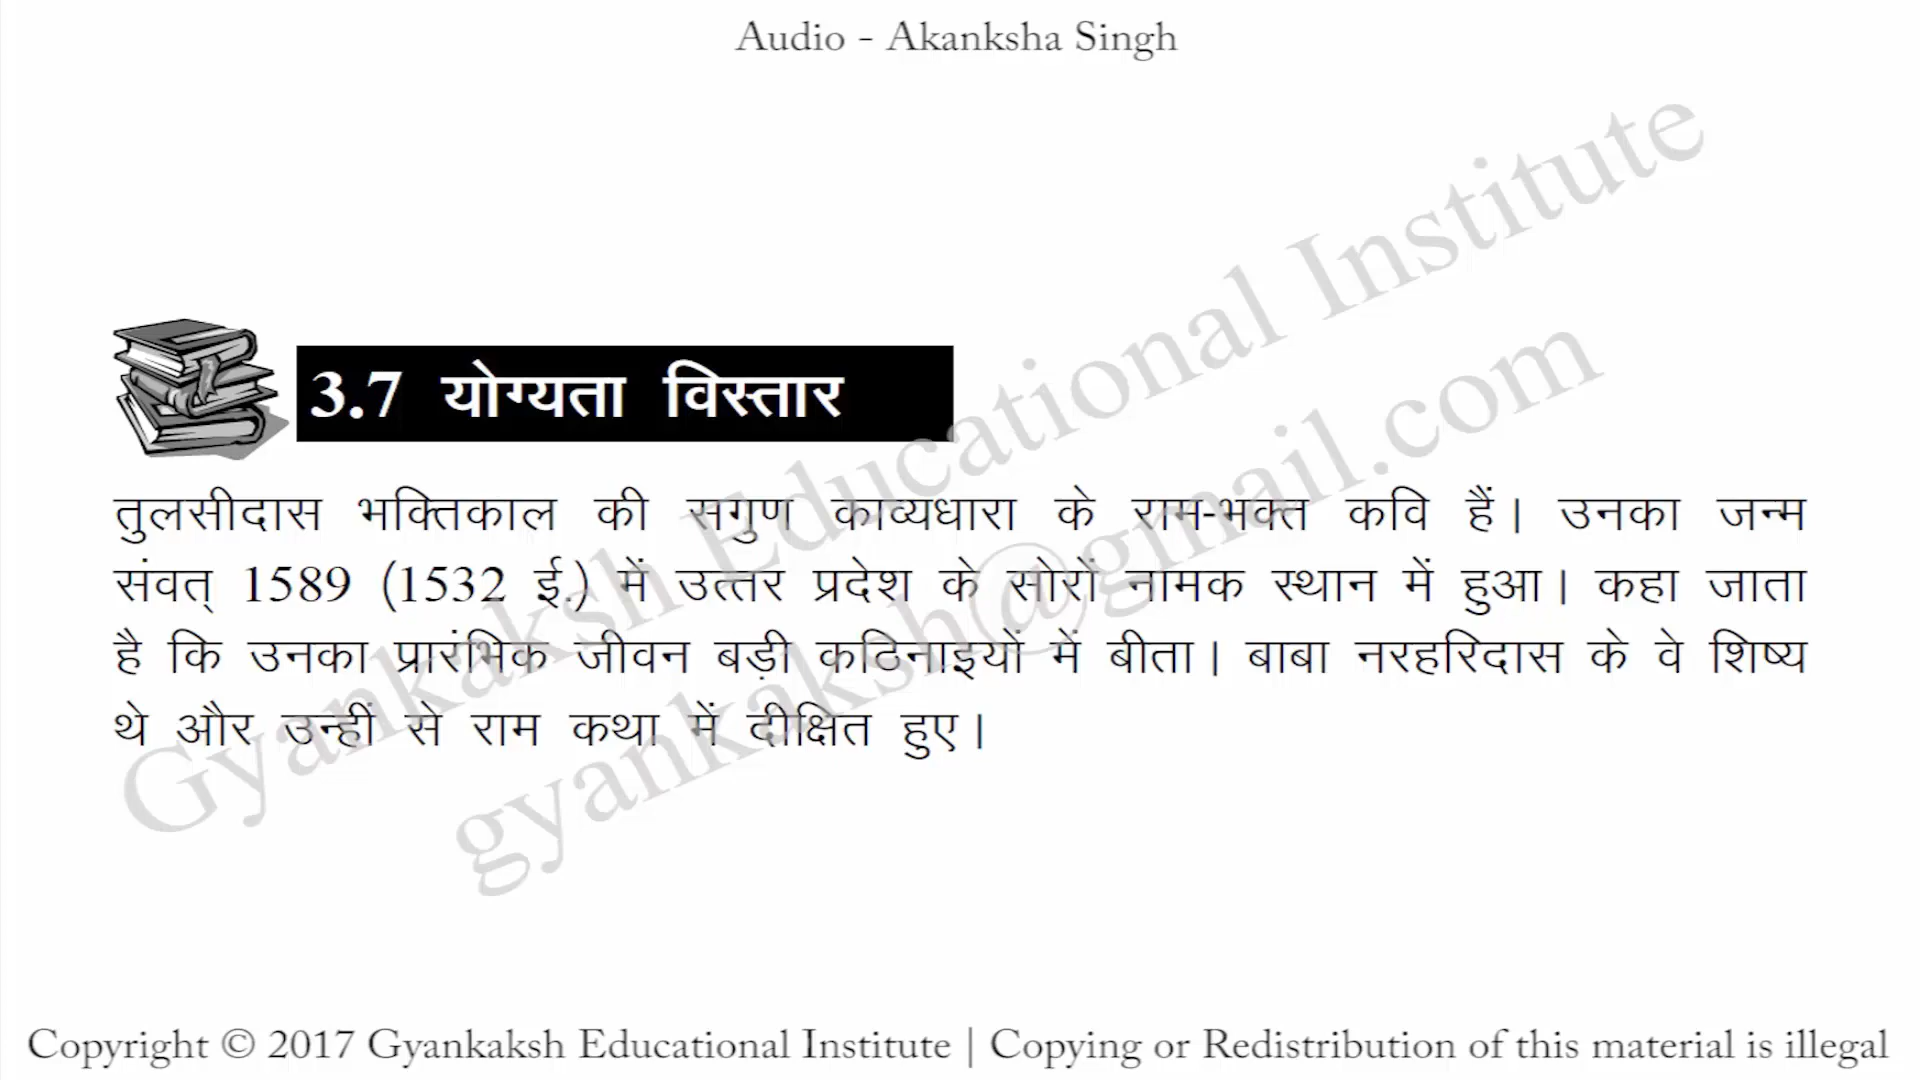 Audio - Akanksha Singh
3.7 योग्यता विस्तार
तुलसीदास भक्तिकाल की सगुण काव्यधारा के राम-भक्त कवि हैं। उनका जन्म
संवत् 1589 (1532 ई.) में उत्तर प्रदेश के सोरों नामक स्थान में हुआ। कहा जाता
है कि उनका प्रारंभिक जीवन बड़ी कठिनाइयों में बीता। बाबा नरहरिदास के वे शिष्य
थे और उन्हीं से राम कथा में दीक्षित हुए।
Gyankaksh Educational Institute
gyankaksh@gmail.com
Copyright © 2017 Gyankaksh Educational Institute | Copying or Redistribution of this material is illegal